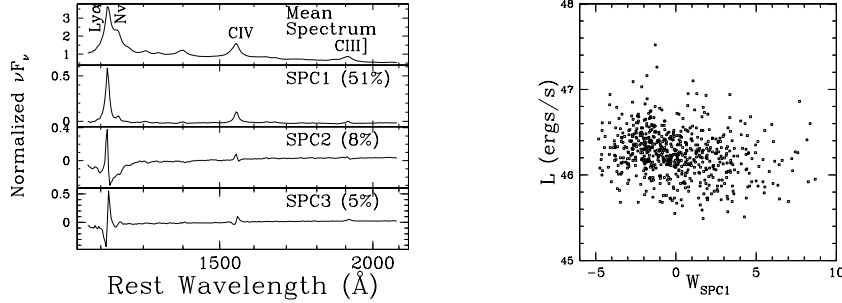 Lyα
Nv
Mean
Spectrum
CIV
CIII]
3
2
1
SPC1 (51%)
0.5
0
0.4
SPC2 (8%)
0
SPC3 (5%)
0.5
0
1500
2000
Rest Wavelength (Å)
Normalized νFν
48
47
46
45
L (ergs/s)
-5
0
5
10
W_SPC1